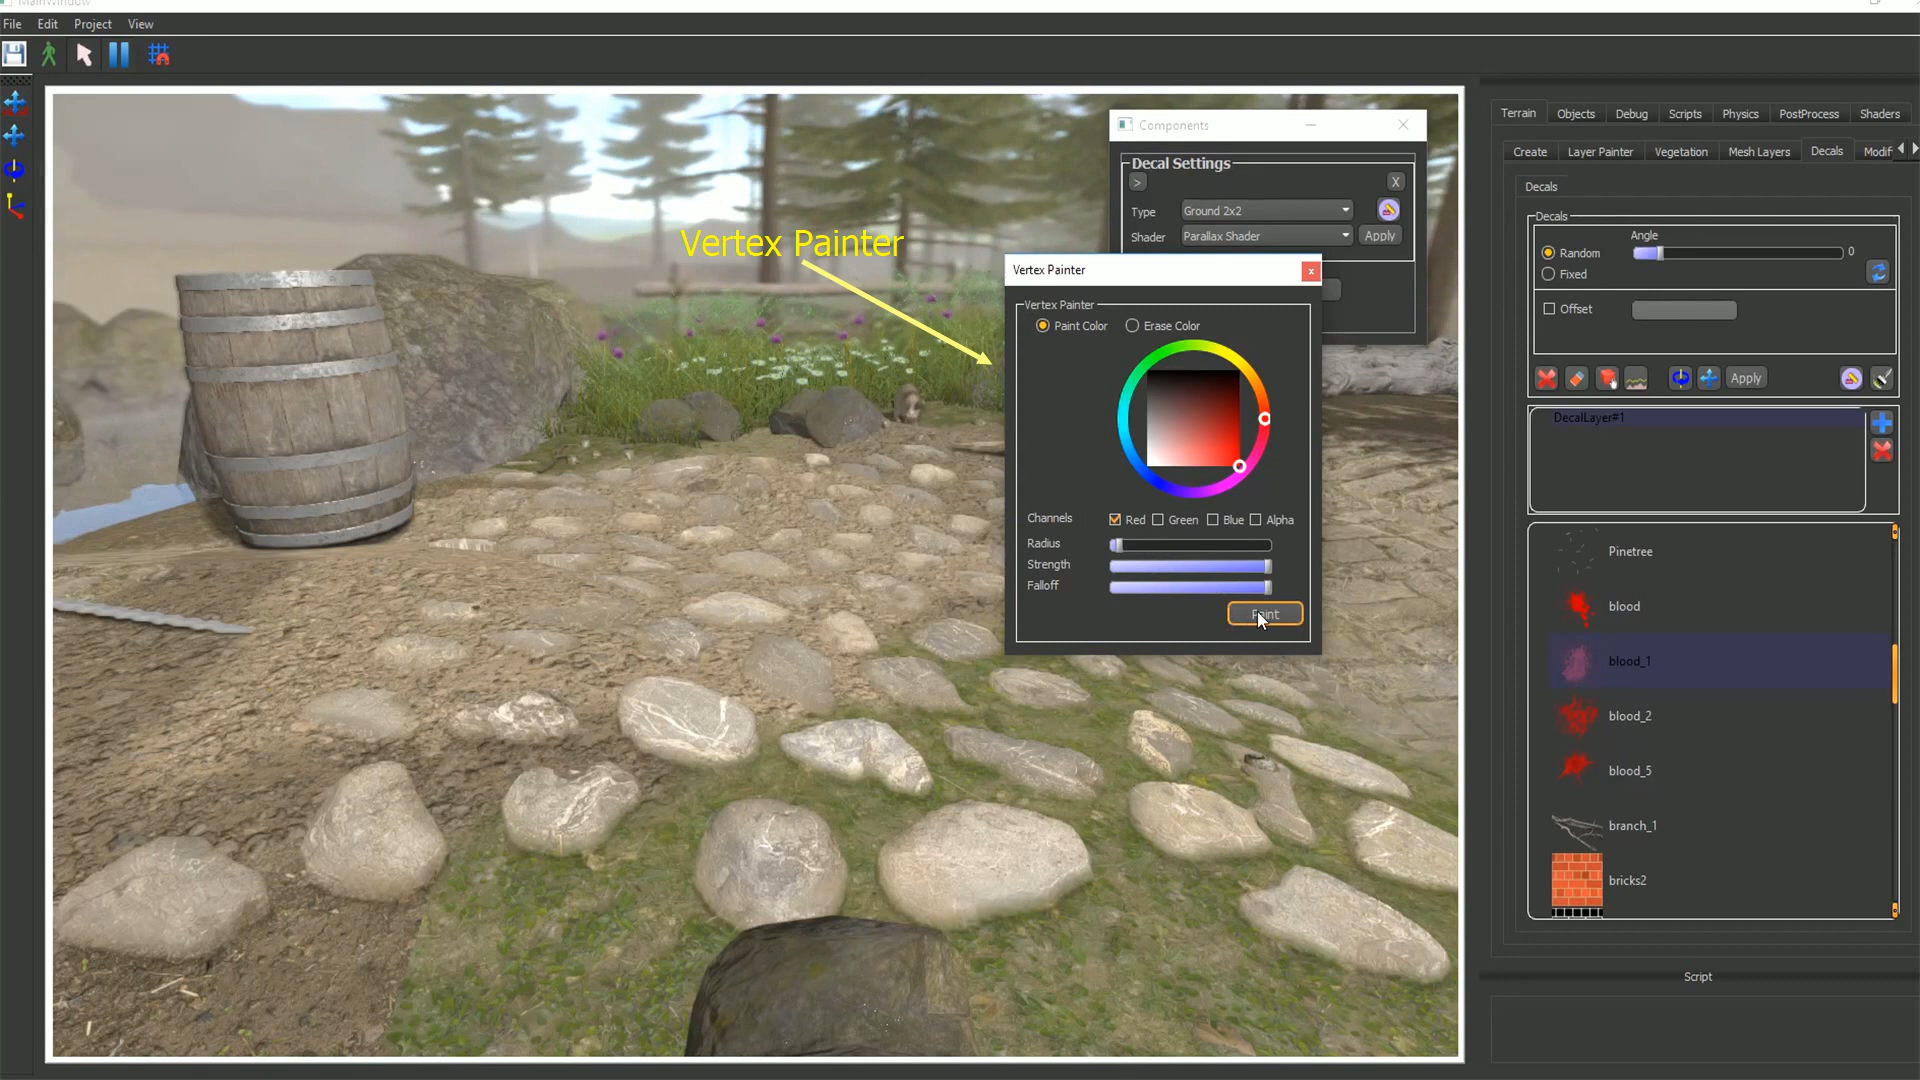 MainWindow
File Edit Project View
Components
Decal Settings
> X
Type Ground 2x2
Shader Parallax Shader Apply
Vertex Painter
Vertex Painter x
Vertex Painter
Paint Color Erase Color
Channels Red Green Blue Alpha
Radius
Strength
Falloff
Paint
Terrain Objects Debug Scripts Physics PostProcess Shaders
Create Layer Painter Vegetation Mesh Layers Decals Modif
Decals
Decals
Angle
Random 0
Fixed
Offset
Apply
DecalLayer#1
Pinetree
blood
blood_1
blood_2
blood_5
branch_1
bricks2
Script